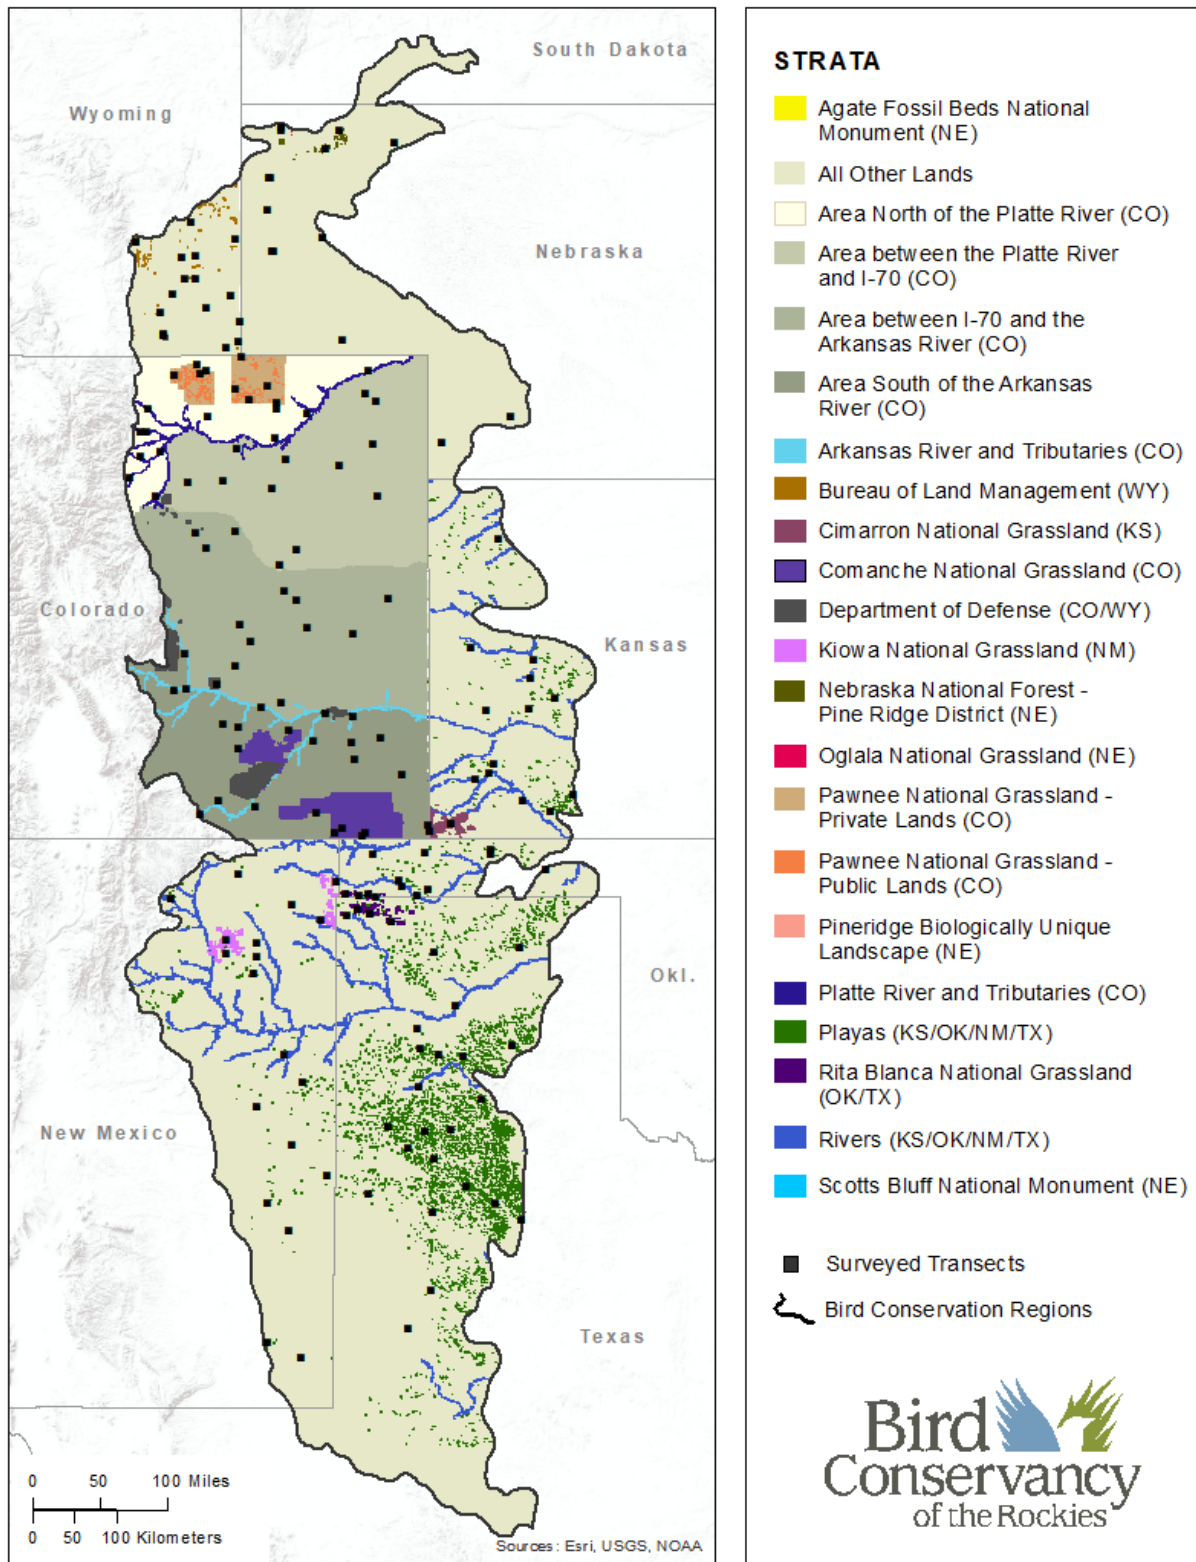 South Dakota
Wyoming
Nebraska
Colorado
Kansas
Okl.
New Mexico
Texas
0 50 100 Miles
0 50 100 Kilometers
Sources: Esri, USGS, NOAA
STRATA
Agate Fossil Beds National
Monument (NE)
All Other Lands
Area North of the Platte River (CO)
Area between the Platte River
and I-70 (CO)
Area between I-70 and the
Arkansas River (CO)
Area South of the Arkansas
River (CO)
Arkansas River and Tributaries (CO)
Bureau of Land Management (WY)
Cimarron National Grassland (KS)
Comanche National Grassland (CO)
Department of Defense (CO/WY)
Kiowa National Grassland (NM)
Nebraska National Forest -
Pine Ridge District (NE)
Oglala National Grassland (NE)
Pawnee National Grassland -
Private Lands (CO)
Pawnee National Grassland -
Public Lands (CO)
Pineridge Biologically Unique
Landscape (NE)
Platte River and Tributaries (CO)
Playas (KS/OK/NM/TX)
Rita Blanca National Grassland
(OK/TX)
Rivers (KS/OK/NM/TX)
Scotts Bluff National Monument (NE)
Surveyed Transects
Bird Conservation Regions
Bird
Conservancy
of the Rockies